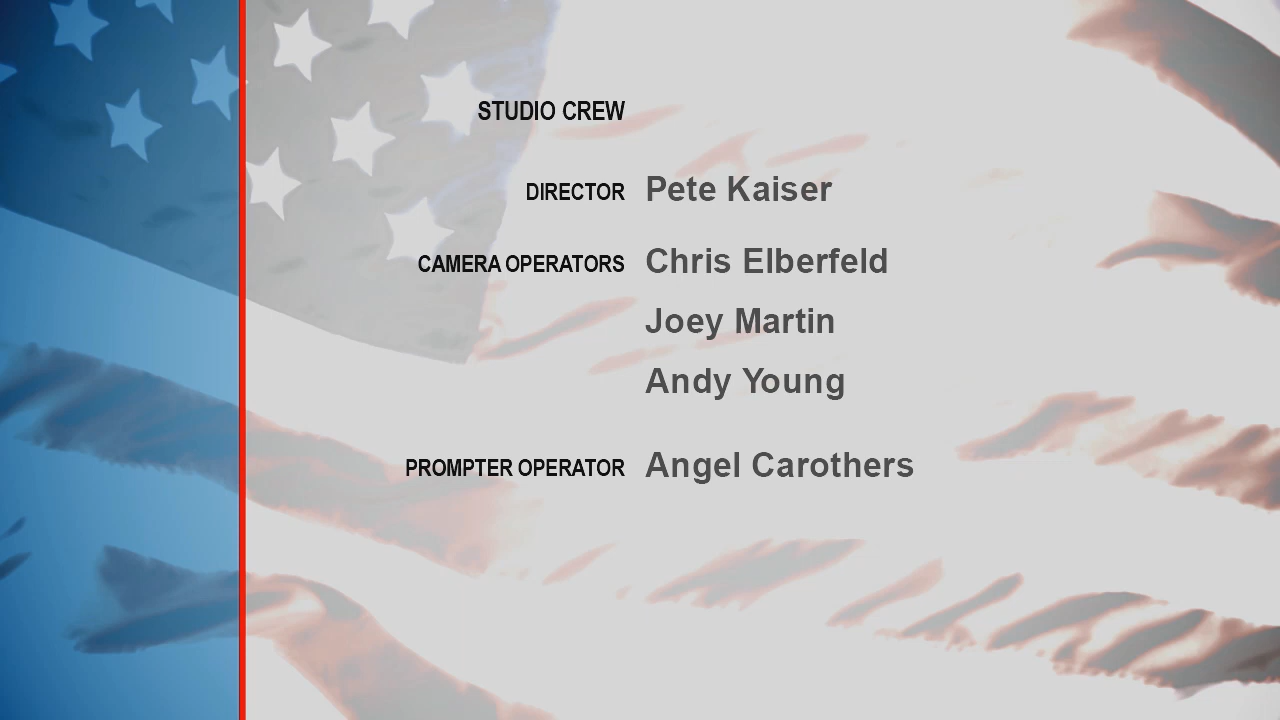 STUDIO CREW
DIRECTOR Pete Kaiser
CAMERA OPERATORS Chris Elberfeld
Joey Martin
Andy Young
PROMPTER OPERATOR Angel Carothers